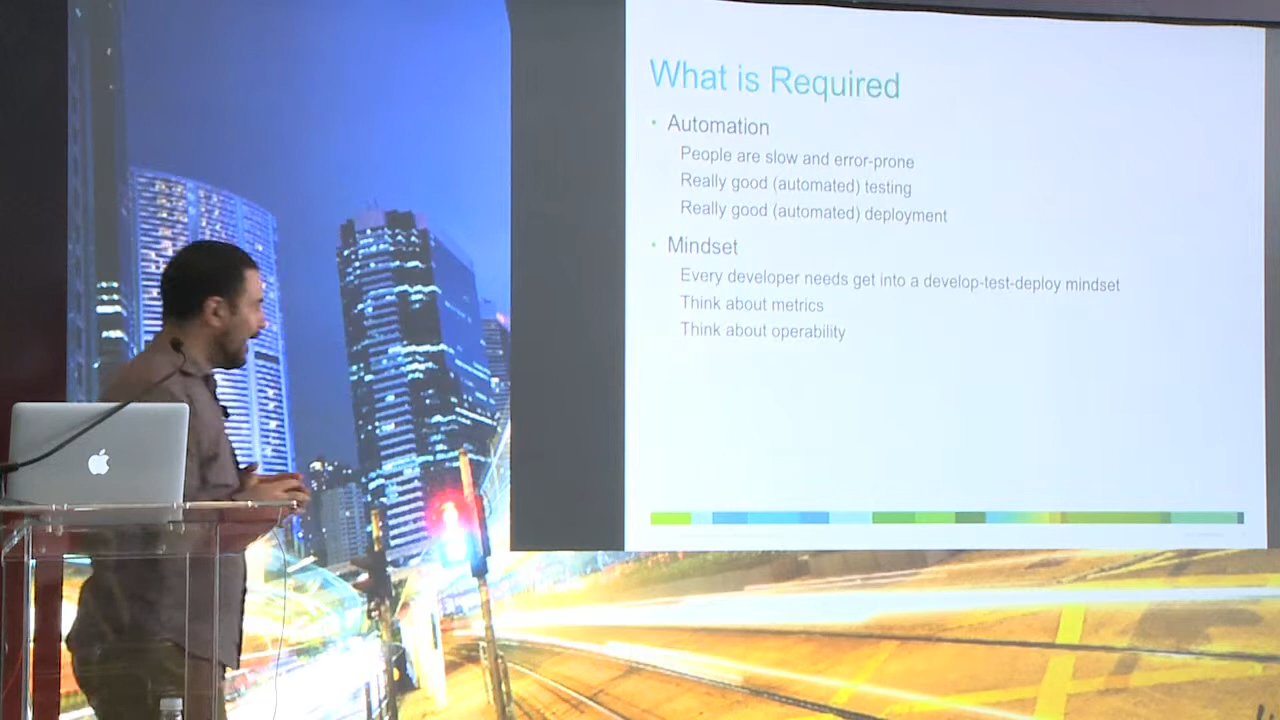 What is Required
• Automation
People are slow and error-prone
Really good (automated) testing
Really good (automated) deployment
• Mindset
Every developer needs get into a develop-test-deploy mindset
Think about metrics
Think about operability